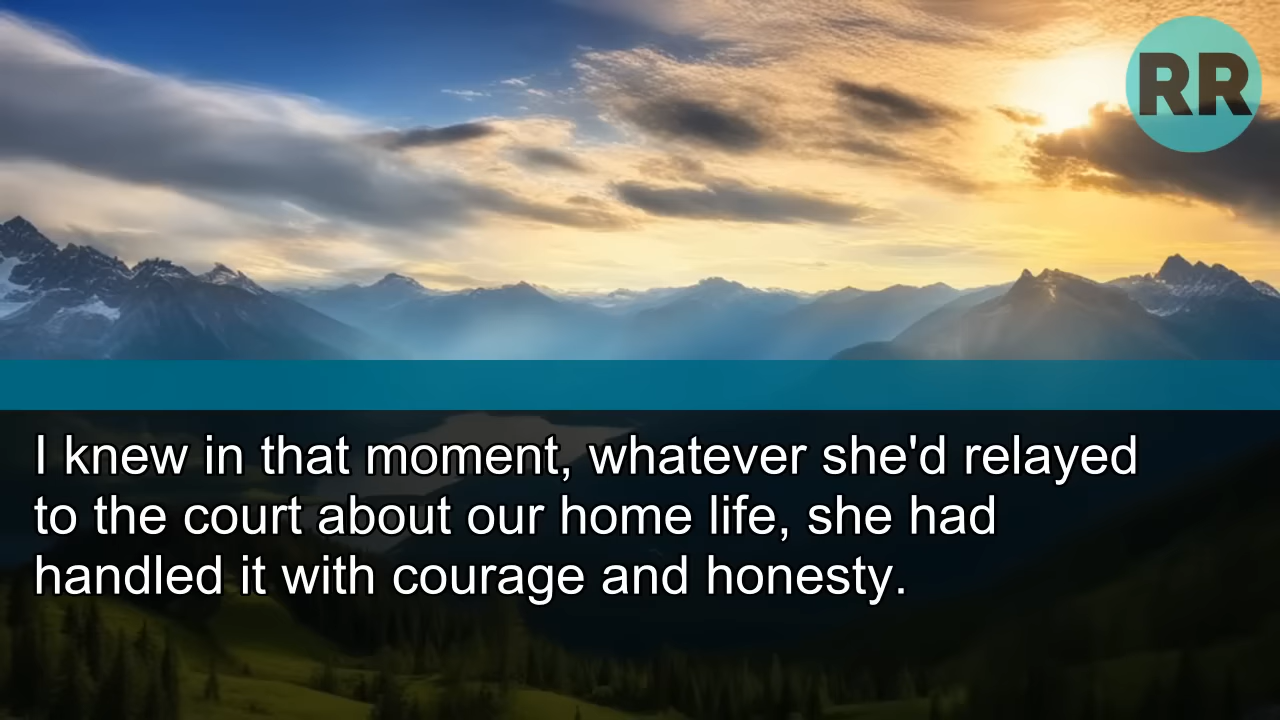 RR
I knew in that moment, whatever she'd relayed
to the court about our home life, she had
handled it with courage and honesty.